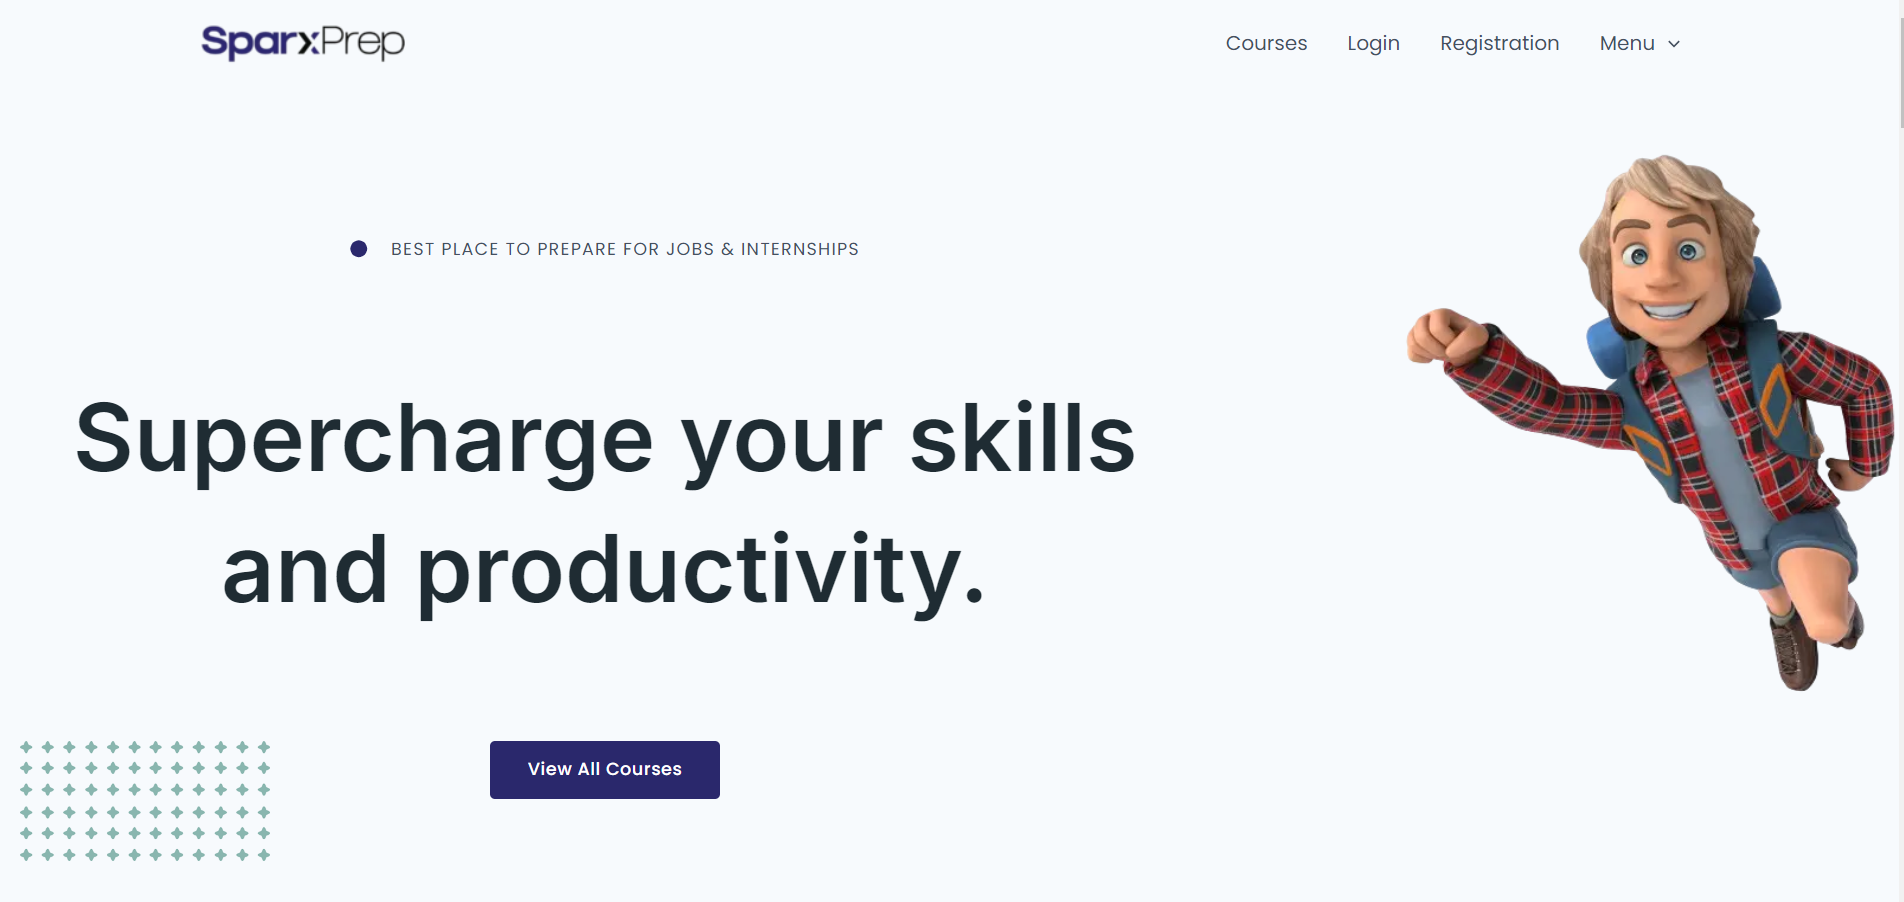 SparxPrep
Courses Login Registration Menu
BEST PLACE TO PREPARE FOR JOBS & INTERNSHIPS
Supercharge your skills
and productivity.
View All Courses